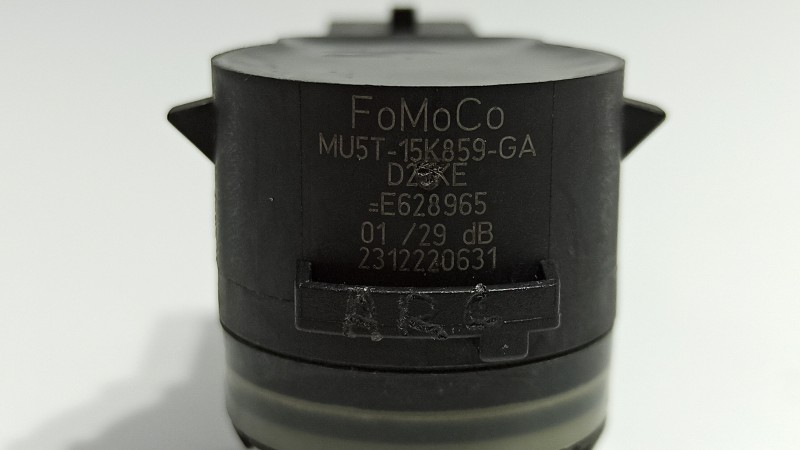 FoMoCo
MU5T-15K859-GA
=E628965
01 /29 dB
2312220631
A.R.G